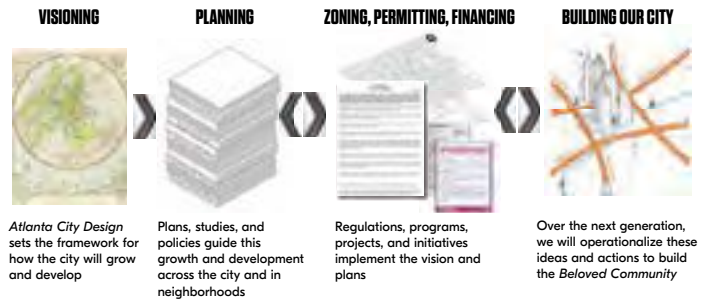 VISIONING
PLANNING
ZONING, PERMITTING, FINANCING
BUILDING OUR CITY
Atlanta City Design
sets the framework for
how the city will grow
and develop
Plans, studies, and
policies guide this
growth and development
across the city and in
neighborhoods
Regulations, programs,
projects, and initiatives
implement the vision and
plans
Over the next generation,
we will operationalize these
ideas and actions to build
the Beloved Community